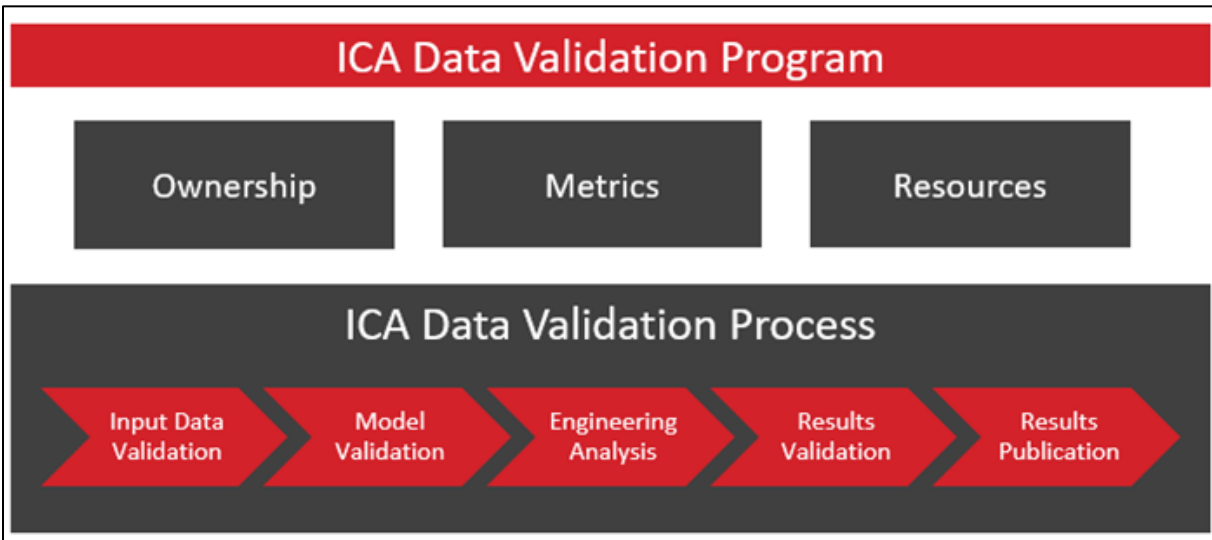 ICA Data Validation Program
Ownership
Metrics
Resources
ICA Data Validation Process
Input Data
Validation
Model
Validation
Engineering
Analysis
Results
Validation
Results
Publication